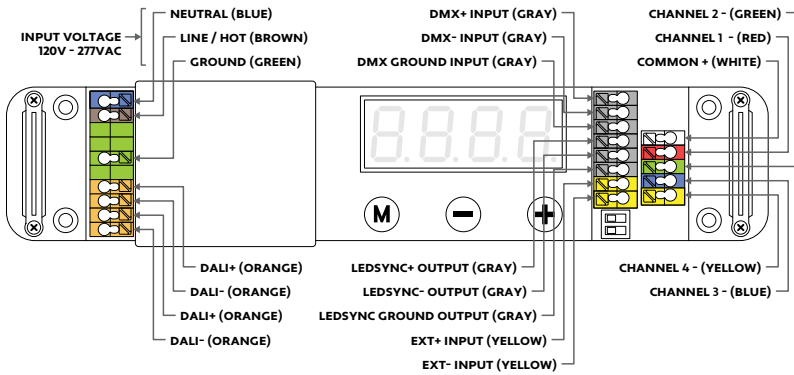 NEUTRAL (BLUE)
LINE / HOT (BROWN)
GROUND (GREEN)
INPUT VOLTAGE
120V - 277VAC
DMX+ INPUT (GRAY)
DMX- INPUT (GRAY)
DMX GROUND INPUT (GRAY)
CHANNEL 2 - (GREEN)
CHANNEL 1 - (RED)
COMMON + (WHITE)
8.8.8.8.
M
DALI+ (ORANGE)
DALI- (ORANGE)
DALI+ (ORANGE)
DALI- (ORANGE)
LEDSYNC+ OUTPUT (GRAY)
LEDSYNC- OUTPUT (GRAY)
LEDSYNC GROUND OUTPUT (GRAY)
EXT+ INPUT (YELLOW)
EXT- INPUT (YELLOW)
CHANNEL 4 - (YELLOW)
CHANNEL 3 - (BLUE)